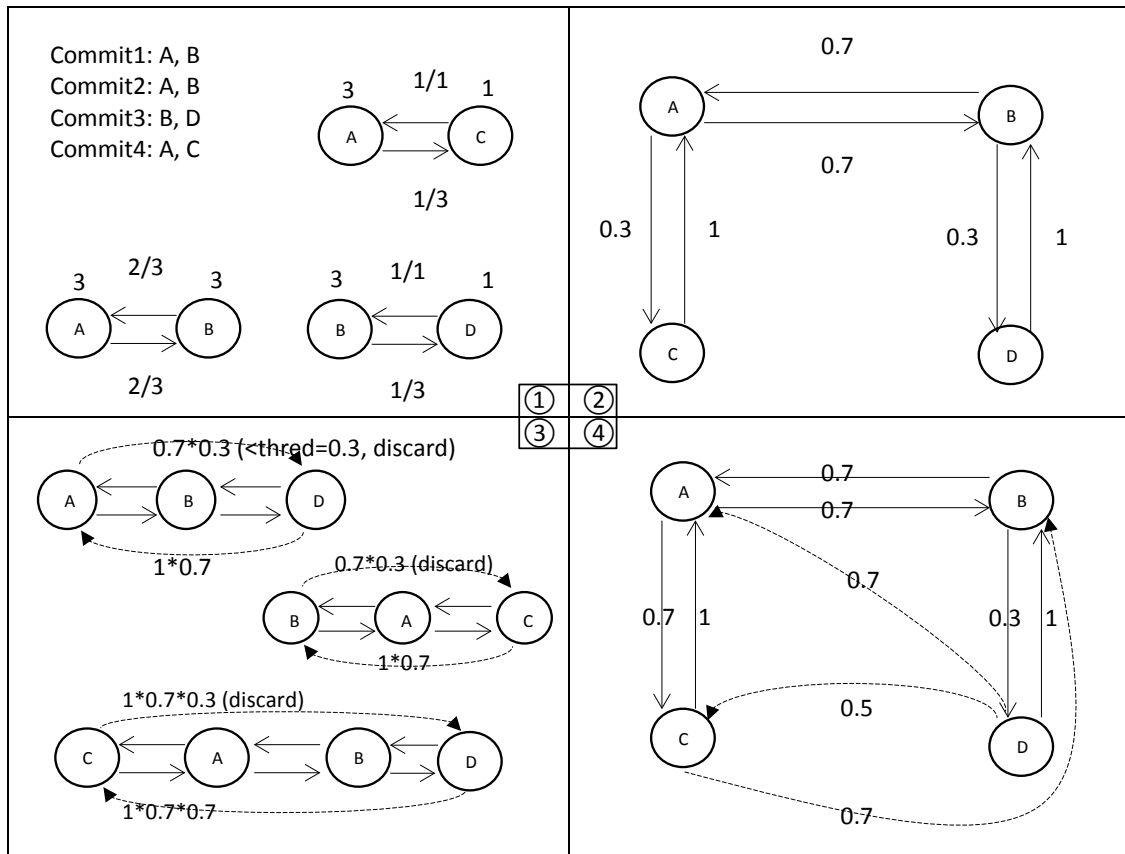 Commit1: A, B
Commit2: A, B
Commit3: B, D
Commit4: A, C
3
1/1
1
A
C
1/3
3
2/3
3
A
B
2/3
3
1/1
1
B
D
1/3
0.7
A
B
0.7
0.3
1
0.3
1
C
D
1
2
3
4
0.7*0.3 (<thred=0.3, discard)
A
B
D
1*0.7
0.7*0.3 (discard)
B
A
C
1*0.7
1*0.7*0.3 (discard)
C
A
B
D
1*0.7*0.7
0.7
A
B
0.7
0.7
0.7
1
0.3
1
0.5
C
D
0.7